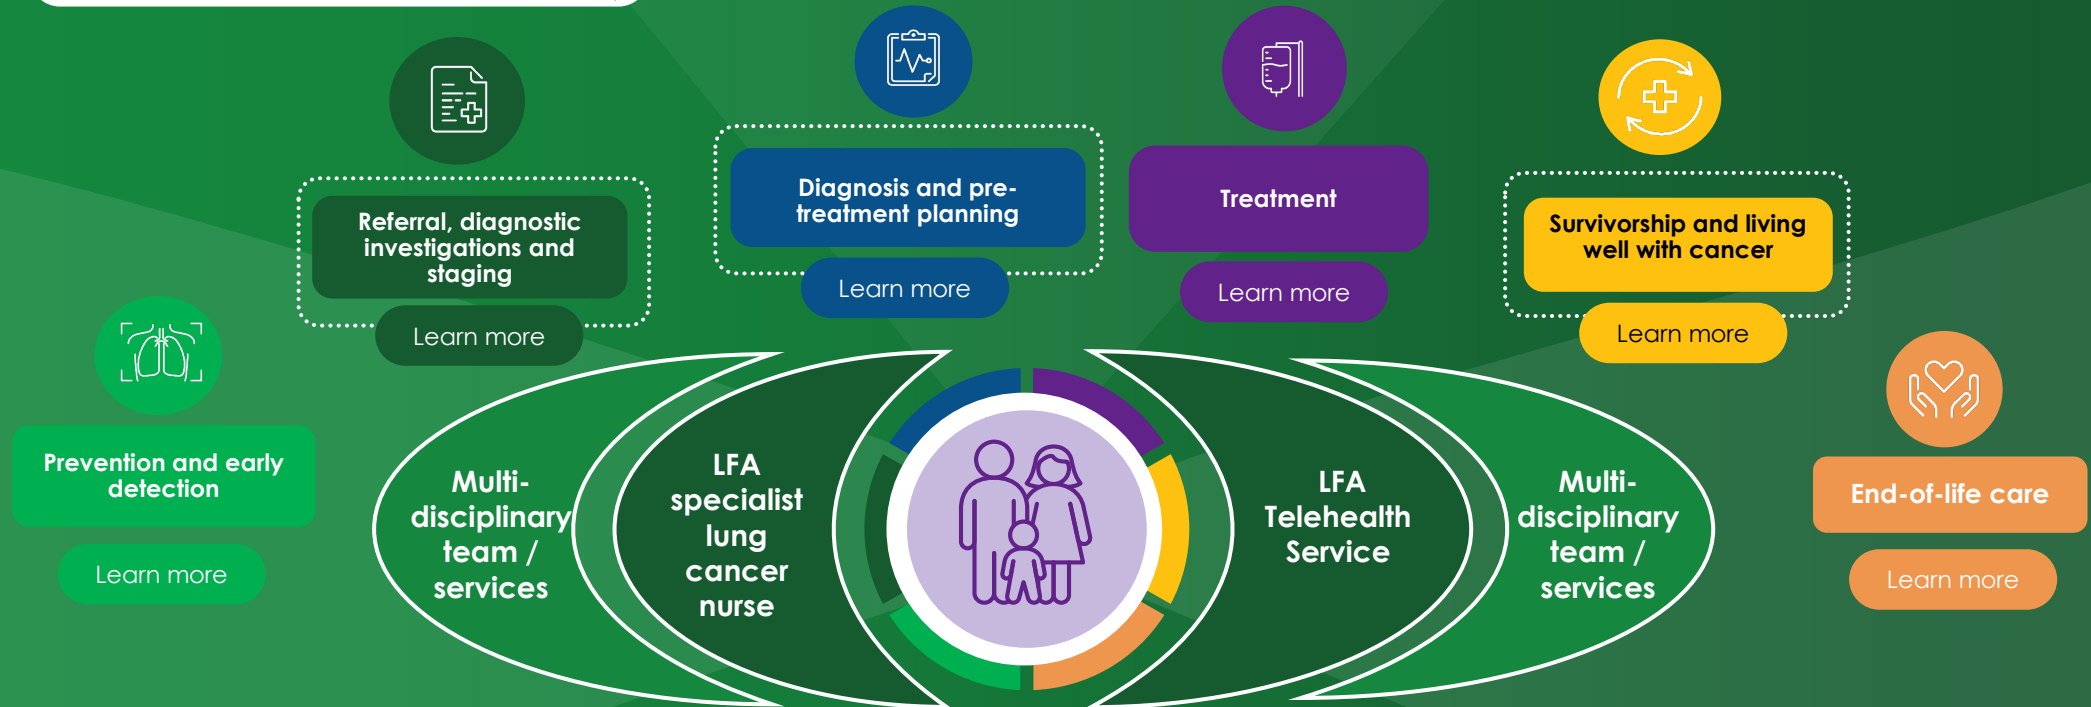 Prevention and early
detection
Learn more
Referral, diagnostic
investigations and
staging
Learn more
Diagnosis and pre-
treatment planning
Learn more
Treatment
Learn more
Survivorship and living
well with cancer
Learn more
End-of-life care
Learn more
Multi-
disciplinary
team /
services
LFA
specialist
lung
cancer
nurse
LFA
Telehealth
Service
Multi-
disciplinary
team /
services